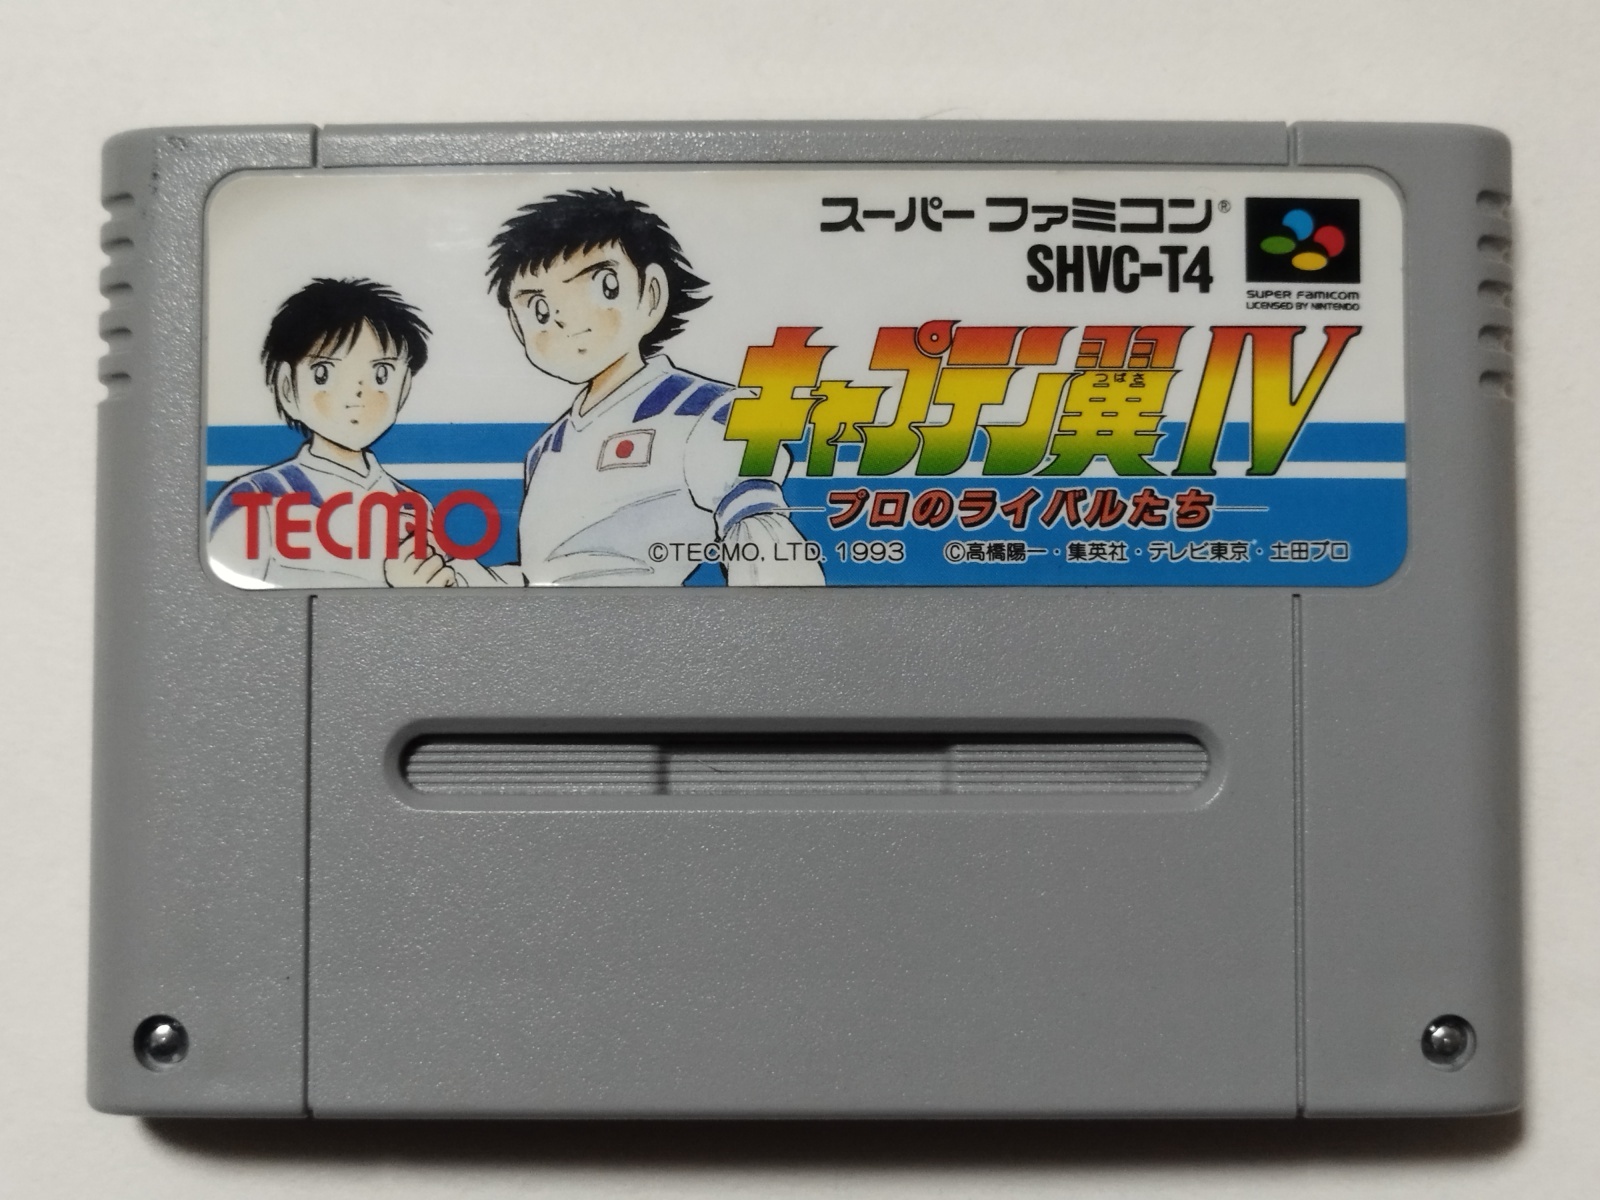 スーパーファミコン®
SHVC-T4
SUPER FAMICOM
LICENSED BY NINTENDO
キャプテン翼IV
つばさ
プロのライバルたち
TECMO
©TECMO, LTD. 1993 ©高橋陽一・集英社・テレビ東京・土田プロ